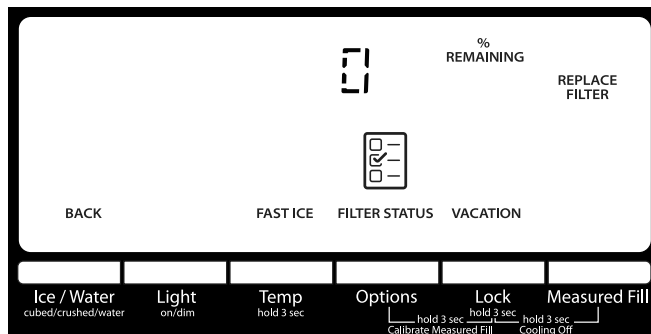 0
%
REMAINING
REPLACE
FILTER
BACK
FAST ICE
FILTER STATUS
VACATION
Ice / Water
cubed/crushed/water
Light
on/dim
Temp
hold 3 sec
Options
Lock
hold 3 sec
Measured Fill
hold 3 sec
Calibrate Measured Fill
hold 3 sec
Cooling Off